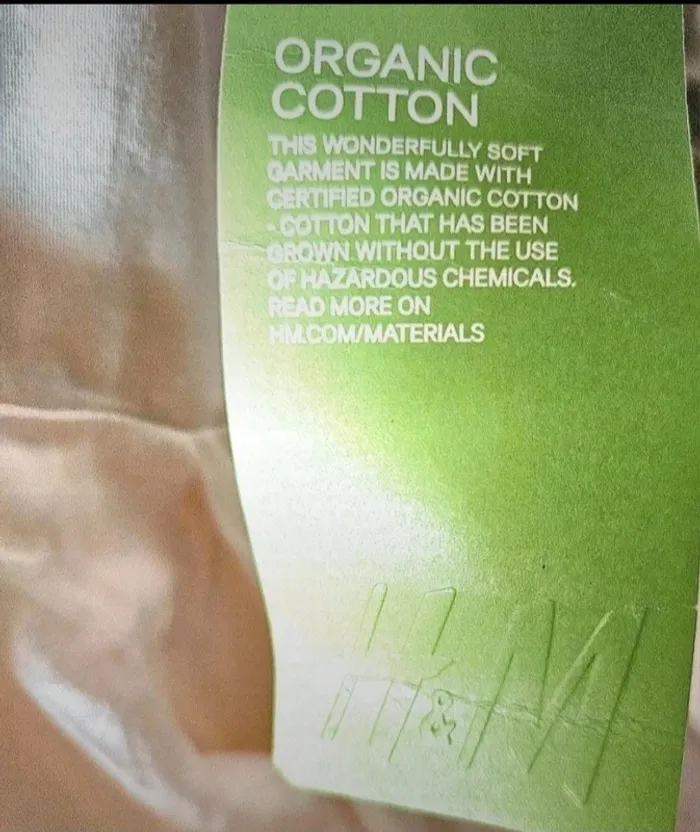 ORGANIC
COTTON
THIS WONDERFULLY SOFT
GARMENT IS MADE WITH
CERTIFIED ORGANIC COTTON
- COTTON THAT HAS BEEN
GROWN WITHOUT THE USE
OF HAZARDOUS CHEMICALS.
READ MORE ON
HM.COM/MATERIALS
H&M